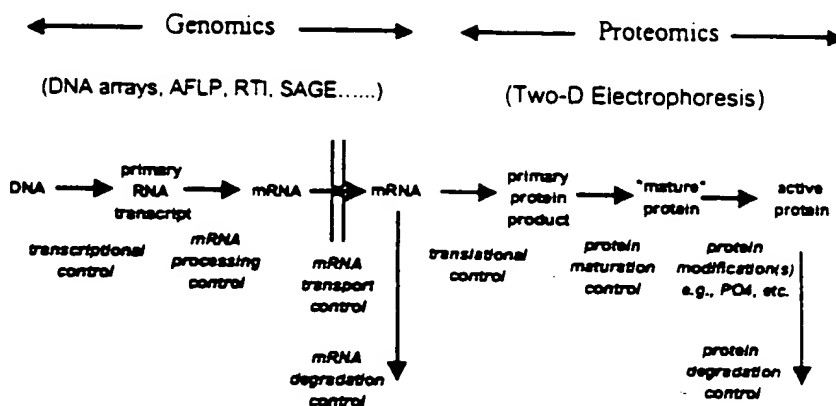 Genomics
Proteomics
(DNA arrays, AFLP, RTI, SAGE......)
(Two-D Electrophoresis)
DNA
primary
RNA
transcript
mRNA
mRNA
primary
protein
product
"mature"
protein
active
protein
transcriptional
control
mRNA
processing
control
mRNA
transport
control
translational
control
protein
maturation
control
protein
modification(s)
e.g., PO4, etc.
mRNA
degradation
control
protein
degradation
control